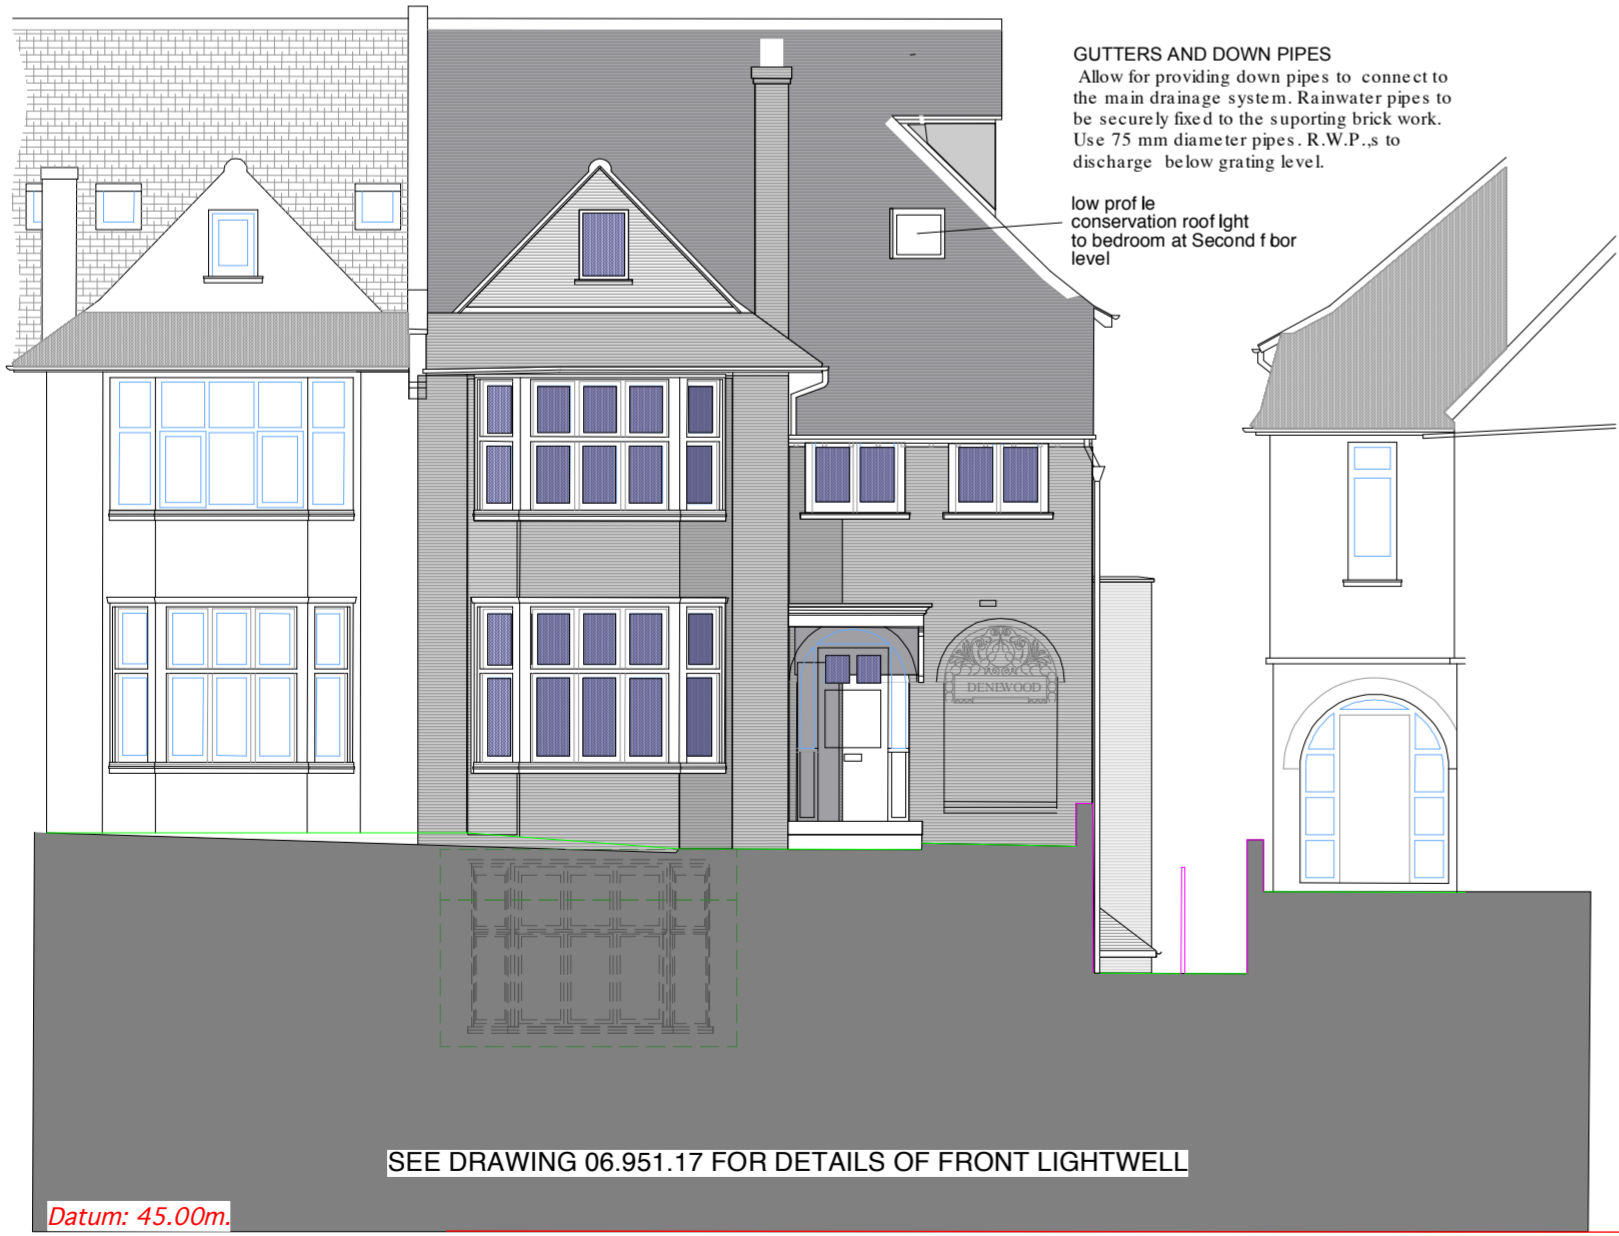 GUTTERS AND DOWN PIPES
Allow for providing down pipes to connect to
the main drainage system. Rainwater pipes to
be securely fixed to the suporting brick work.
Use 75 mm diameter pipes. R.W.P.,s to
discharge below grating level.
low prof le
conservation roof lght
to bedroom at Second f bor
level
DENEWOOD
SEE DRAWING 06.951.17 FOR DETAILS OF FRONT LIGHTWELL
Datum: 45.00m.